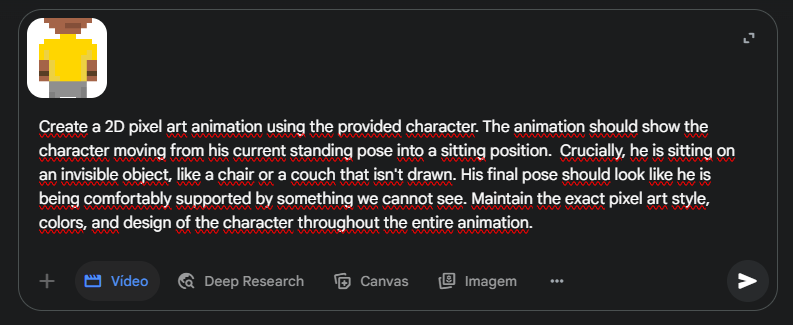 Create a 2D pixel art animation using the provided character. The animation should show the
character moving from his current standing pose into a sitting position.  Crucially, he is sitting on
an invisible object, like a chair or a couch that isn't drawn. His final pose should look like he is
being comfortably supported by something we cannot see. Maintain the exact pixel art style,
colors, and design of the character throughout the entire animation.
Vídeo Deep Research Canvas Imagem